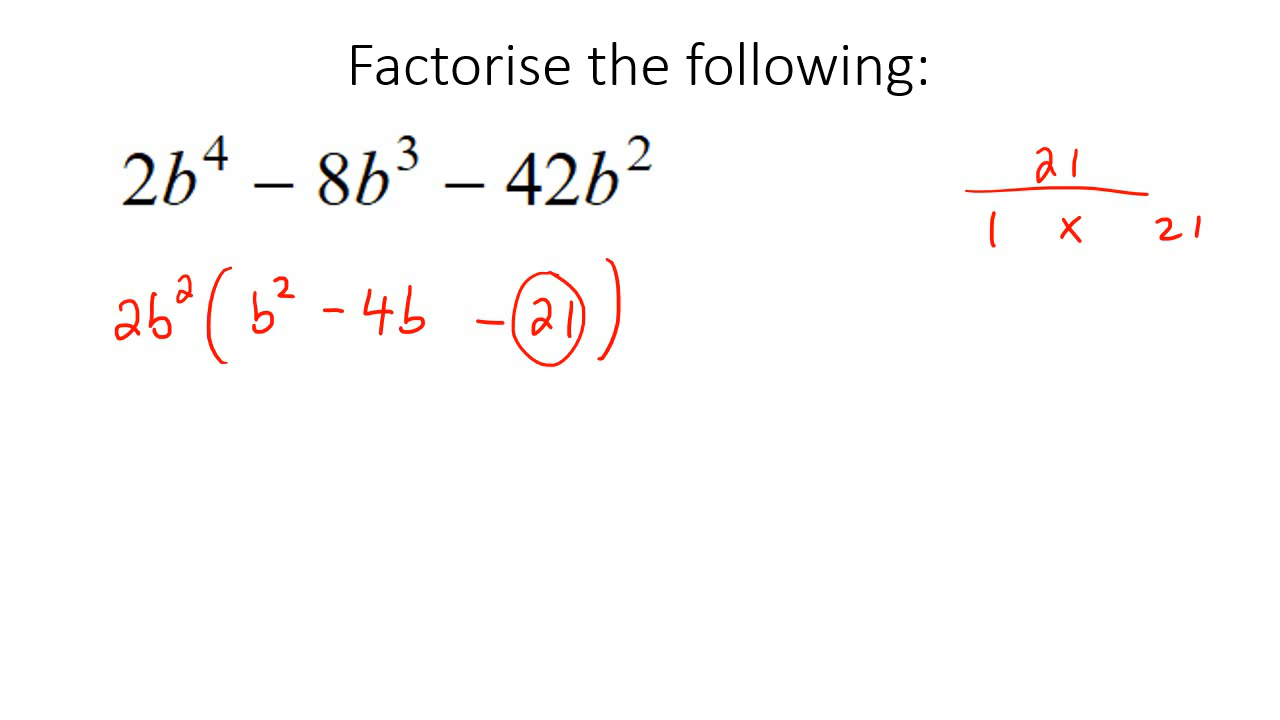 Factorise the following:
2b⁴ – 8b³ – 42b²
2b² ( b² - 4b - 21 )
21
1 x 21